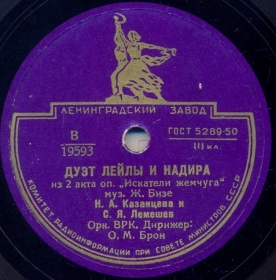 ЛЕНИНГРАДСКИЙ ЗАВОД
В
19593
ГОСТ 5289-50
III кл.
ДУЭТ ЛЕЙЛЫ И НАДИРА
из 2 акта оп. „Искатели жемчуга“
муз. Ж. Бизе
Н. А. Казанцева и
С. Я. Лемешев
Орк. ВРК. Дирижер:
О. М. Брон
КОМИТЕТ РАДИОИНФОРМАЦИИ ПРИ СОВЕТЕ МИНИСТРОВ СССР